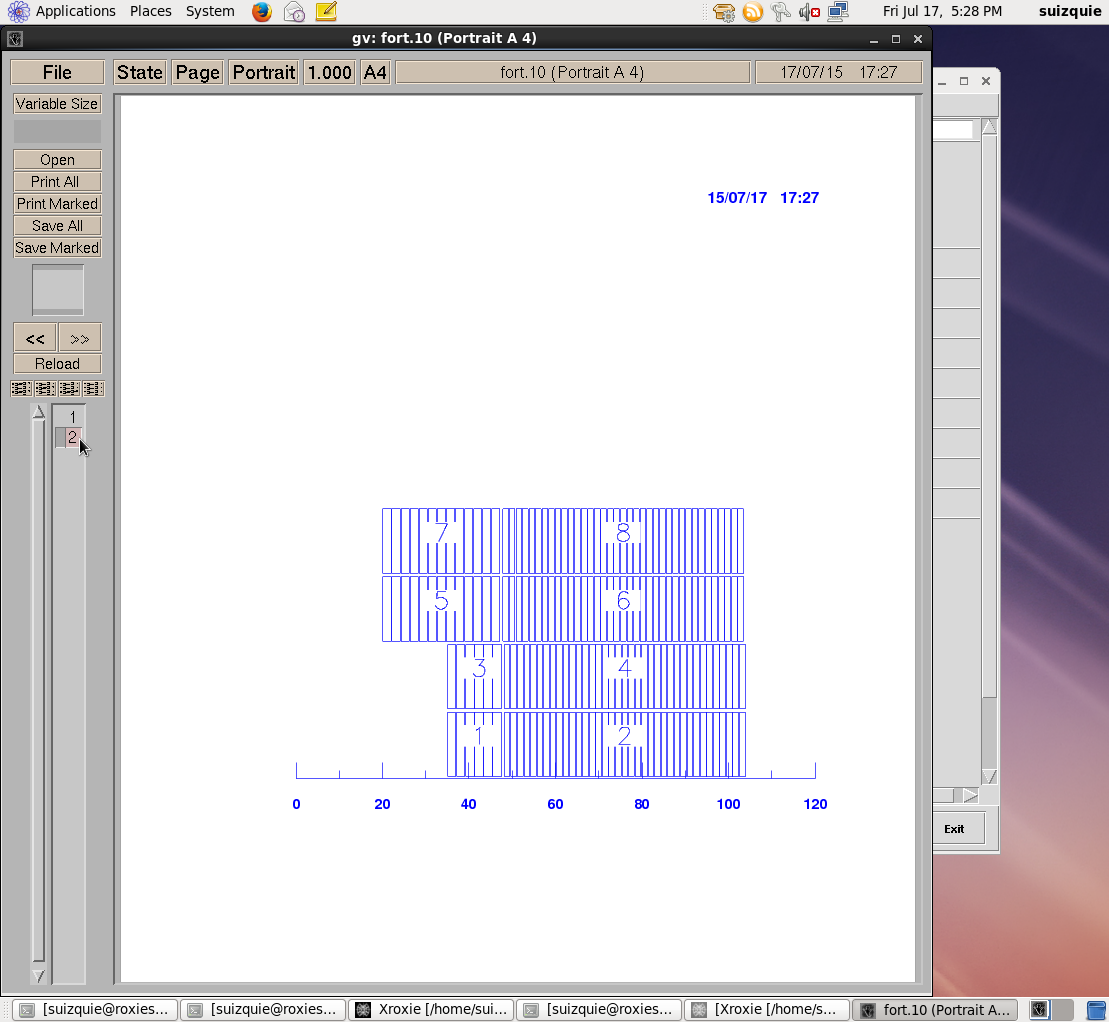 Applications Places System Fri Jul 17, 5:28 PM suizquie
gv: fort.10 (Portrait A 4)
File State Page Portrait 1.000 A4 fort.10 (Portrait A 4) 17/07/15 17:27
Variable Size
Open
Print All
Print Marked
Save All
Save Marked
<< >>
Reload
1
2
15/07/17 17:27
7 8
5 6
3 4
1 2
0 20 40 60 80 100 120
Exit
[suizquie@roxies... [suizquie@roxies... Xroxie [/home/sui... [suizquie@roxies... [Xroxie [/home/s... fort.10 (Portrait A...